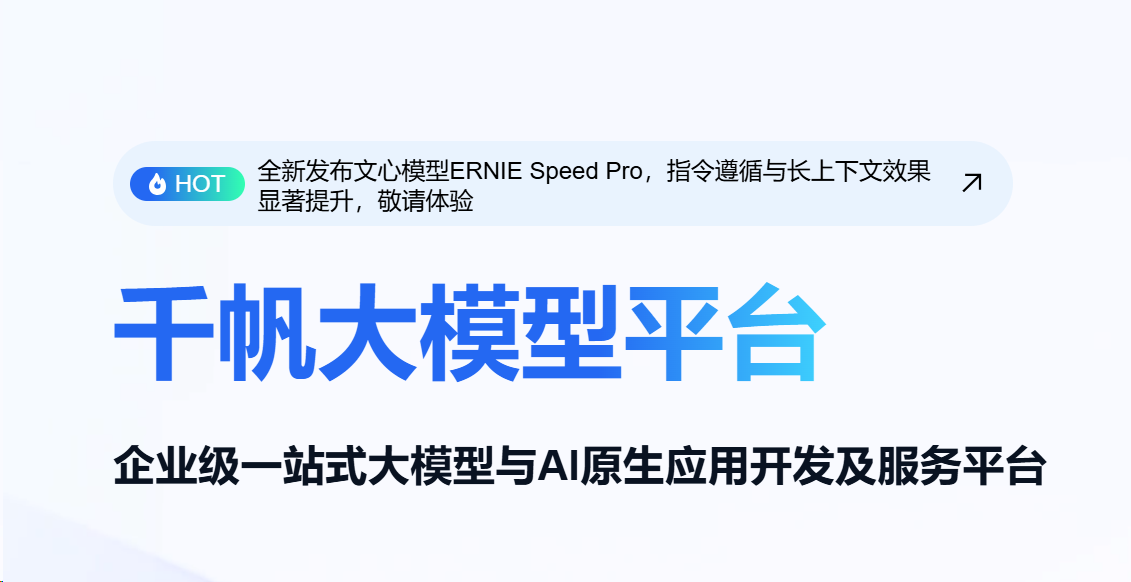 HOT
全新发布文心模型ERNIE Speed Pro，指令遵循与长上下文效果
显著提升，敬请体验
千帆大模型平台
企业级一站式大模型与AI原生应用开发及服务平台